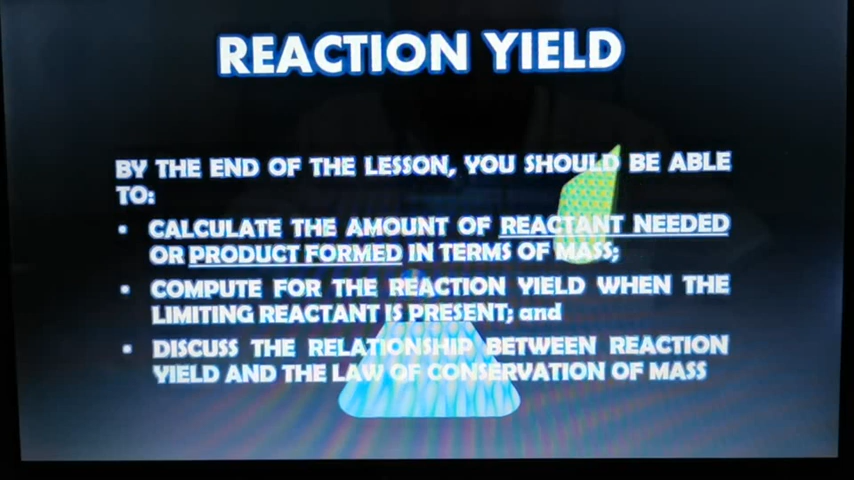 REACTION YIELD
BY THE END OF THE LESSON, YOU SHOULD BE ABLE
TO:
• CALCULATE THE AMOUNT OF REACTANT NEEDED
OR PRODUCT FORMED IN TERMS OF MASS;
• COMPUTE FOR THE REACTION YIELD WHEN THE
LIMITING REACTANT IS PRESENT; and
• DISCUSS THE RELATIONSHIP BETWEEN REACTION
YIELD AND THE LAW OF CONSERVATION OF MASS